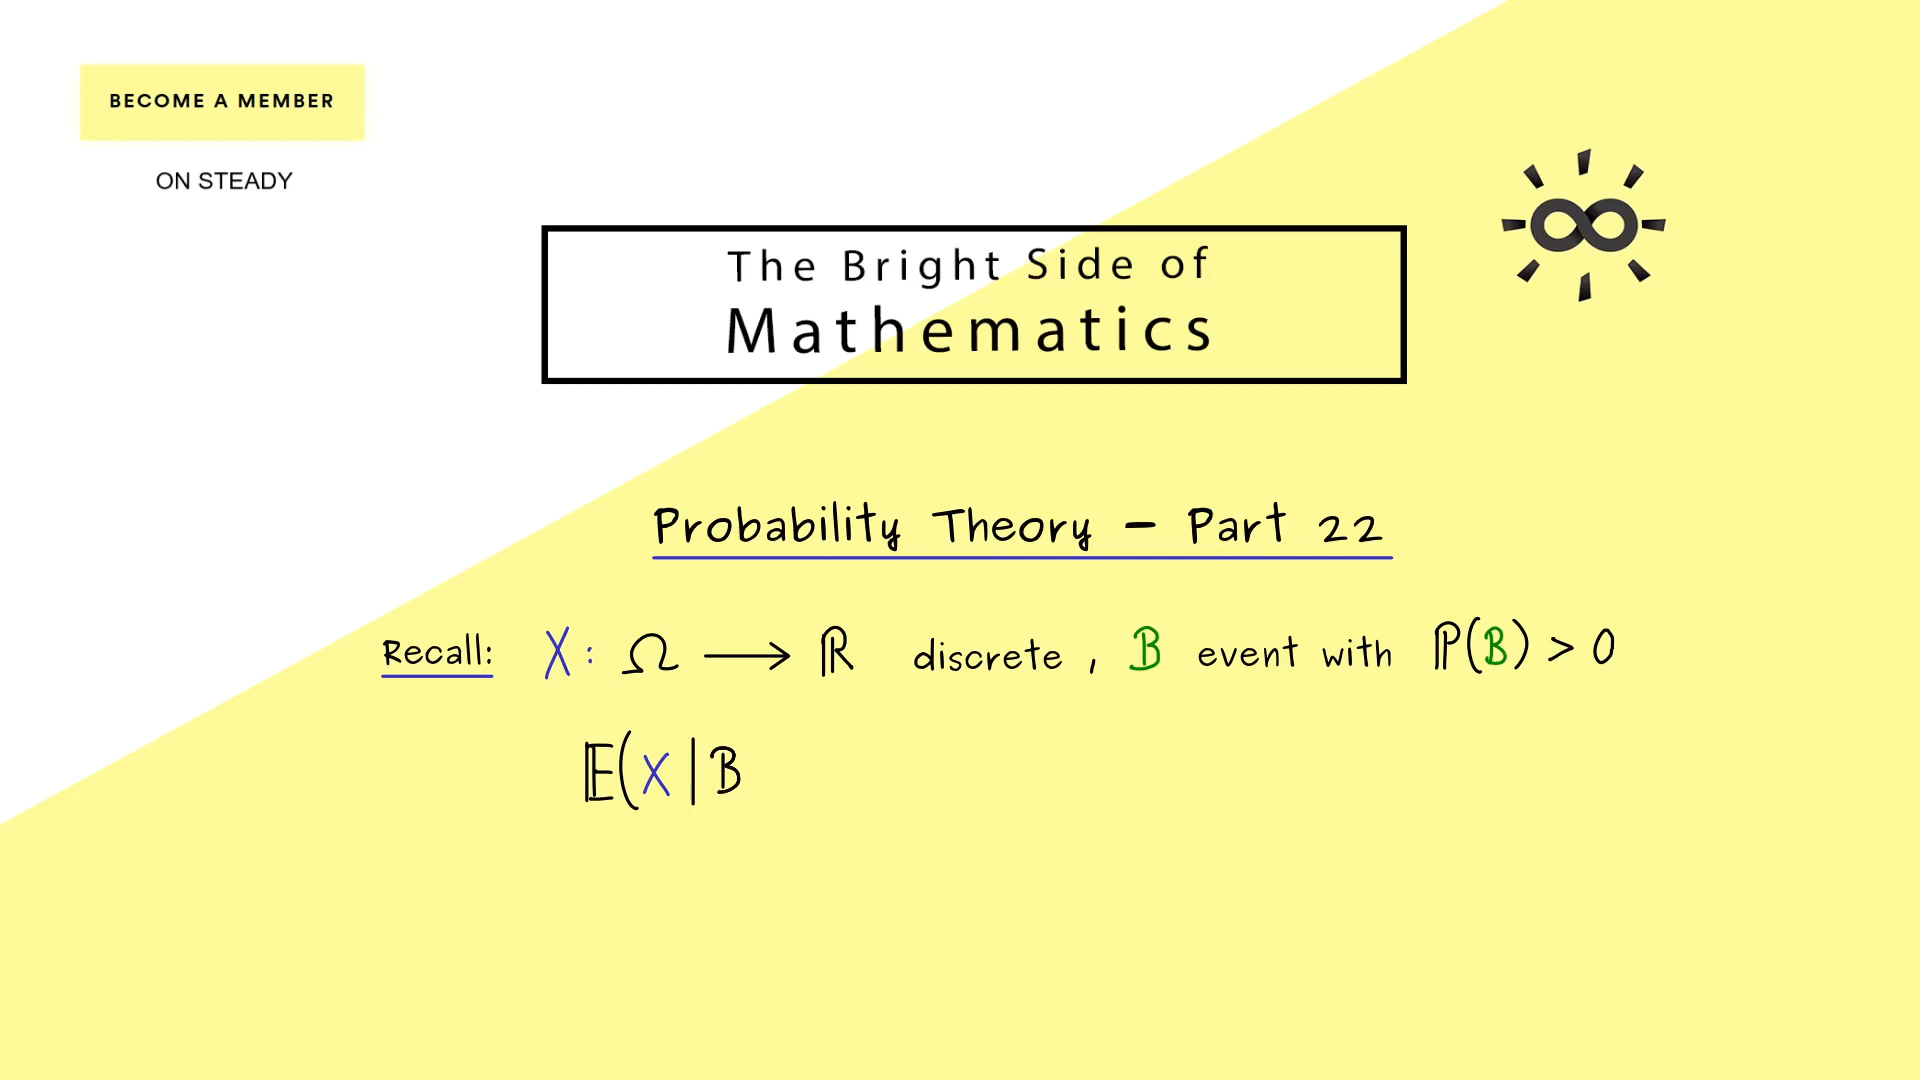 BECOME A MEMBER
ON STEADY
The Bright Side of
Mathematics
Probability Theory – Part 22
Recall: X: Ω ⟶ ℝ discrete, B event with ℙ(B) > 0
𝔼(X|B